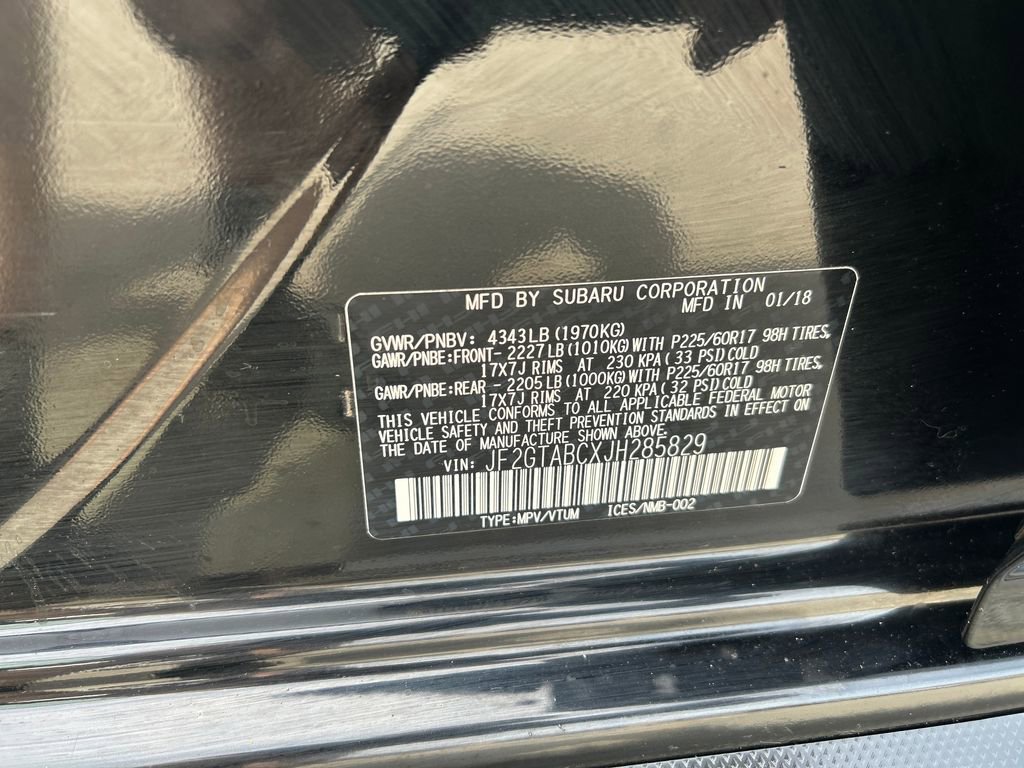 MFD BY SUBARU CORPORATION
MFD IN 01/18
GVWR/PNBV: 4343LB(1970KG)
GAWR/PNBE:FRONT- 2227LB(1010KG)WITH P225/60R17 98H TIRES,
17X7J RIMS AT 230 KPA(33 PSI)COLD
GAWR/PNBE:REAR - 2205LB(1000KG)WITH P225/60R17 98H TIRES,
17X7J RIMS AT 220 KPA(32 PSI)COLD
THIS VEHICLE CONFORMS TO ALL APPLICABLE FEDERAL MOTOR
VEHICLE SAFETY AND THEFT PREVENTION STANDARDS IN EFFECT ON
THE DATE OF MANUFACTURE SHOWN ABOVE.
VIN: JF2GTABCXJH285829
TYPE:MPV/VTUM ICES/NMB-002